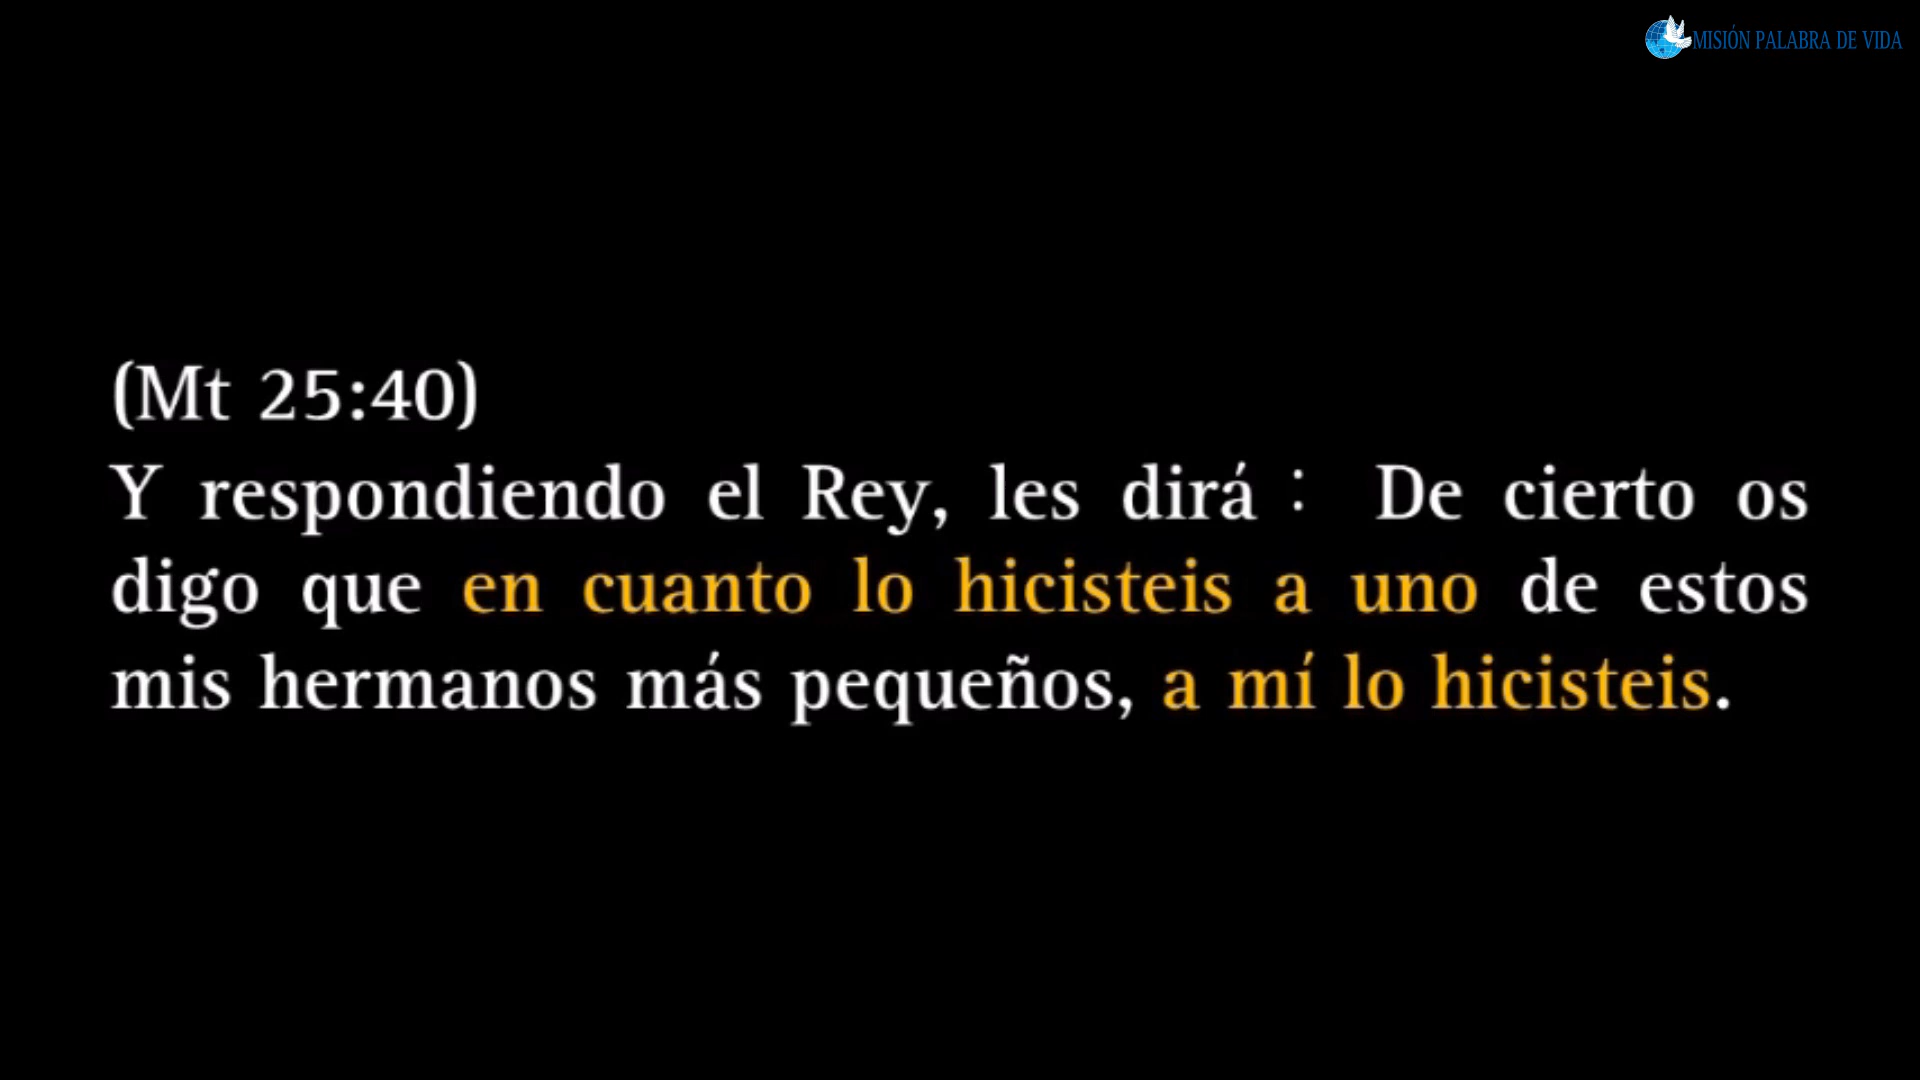 MISIÓN PALABRA DE VIDA
(Mt 25:40)
Y respondiendo el Rey, les dirá : De cierto os
digo que en cuanto lo hicisteis a uno de estos
mis hermanos más pequeños, a mí lo hicisteis.